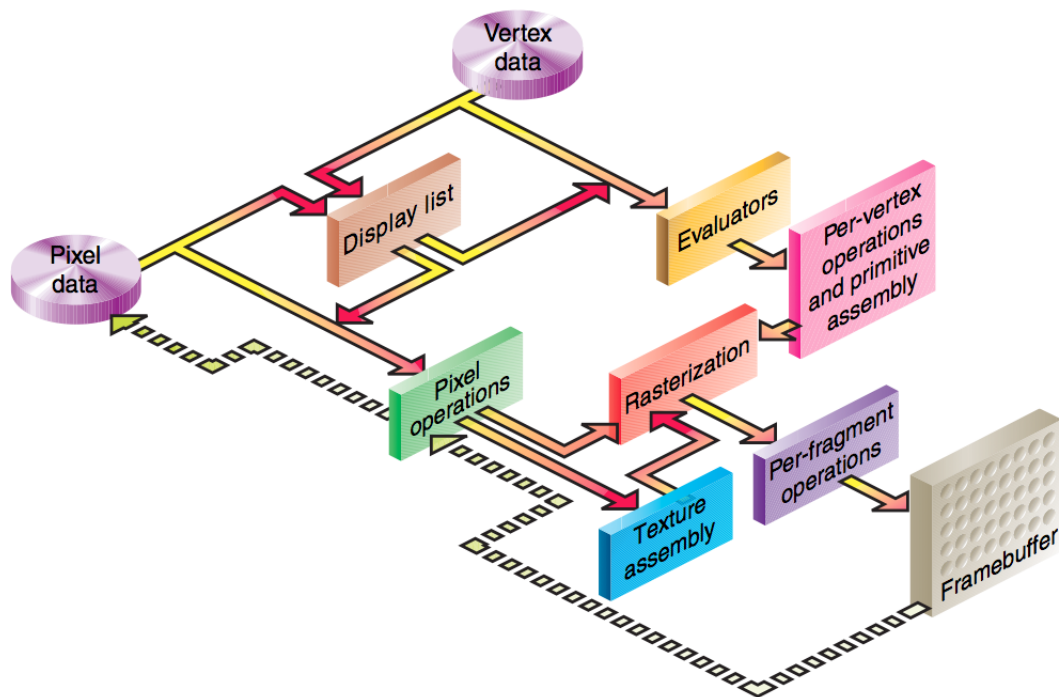 Vertex
data
Display list
Evaluators
Per-vertex
operations
and primitive
assembly
Pixel
data
Pixel
operations
Rasterization
Per-fragment
operations
Texture
assembly
Framebuffer